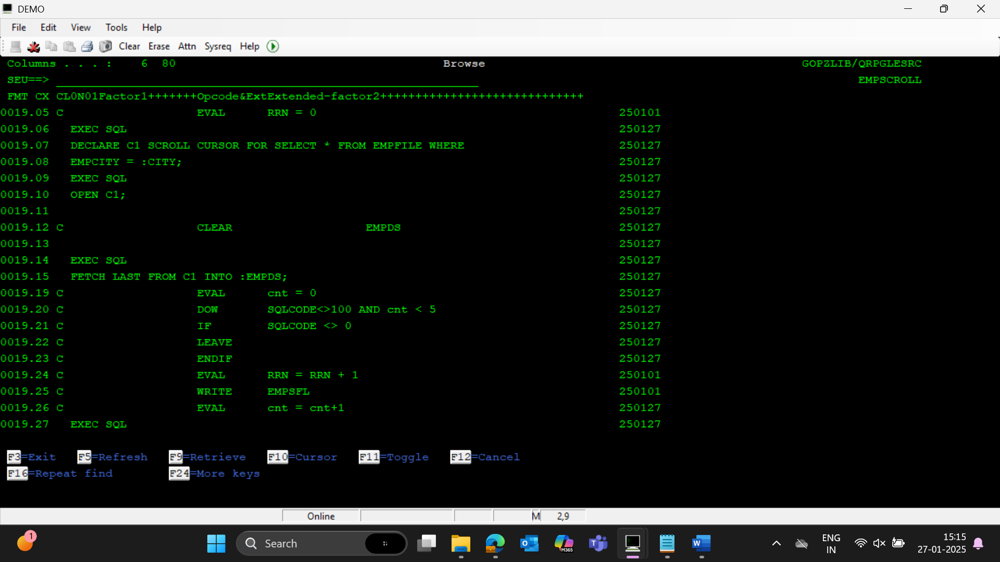 DEMO
File Edit View Tools Help
Clear Erase Attn Sysreq Help
Columns . . . : 6 80 Browse GOPZLIB/QRPGLESRC
SEU==> EMPSCROLL
FMT CX CL0N01Factor1+++++++Opcode&ExtExtended-factor2+++++++++++++++++++++++++++++
0019.05 C EVAL RRN = 0 250101
0019.06 EXEC SQL 250127
0019.07 DECLARE C1 SCROLL CURSOR FOR SELECT * FROM EMPFILE WHERE 250127
0019.08 EMPCITY = :CITY; 250127
0019.09 EXEC SQL 250127
0019.10 OPEN C1; 250127
0019.11 250127
0019.12 C CLEAR EMPDS 250127
0019.13 250127
0019.14 EXEC SQL 250127
0019.15 FETCH LAST FROM C1 INTO :EMPDS; 250127
0019.19 C EVAL cnt = 0 250127
0019.20 C DOW SQLCODE<>100 AND cnt < 5 250127
0019.21 C IF SQLCODE <> 0 250127
0019.22 C LEAVE 250127
0019.23 C ENDIF 250127
0019.24 C EVAL RRN = RRN + 1 250101
0019.25 C WRITE EMPSFL 250101
0019.26 C EVAL cnt = cnt+1 250127
0019.27 EXEC SQL 250127
F3=Exit F5=Refresh F9=Retrieve F10=Cursor F11=Toggle F12=Cancel
F16=Repeat find F24=More keys
Online M 2,9
1 Search M365 ENG 15:15
IN 27-01-2025